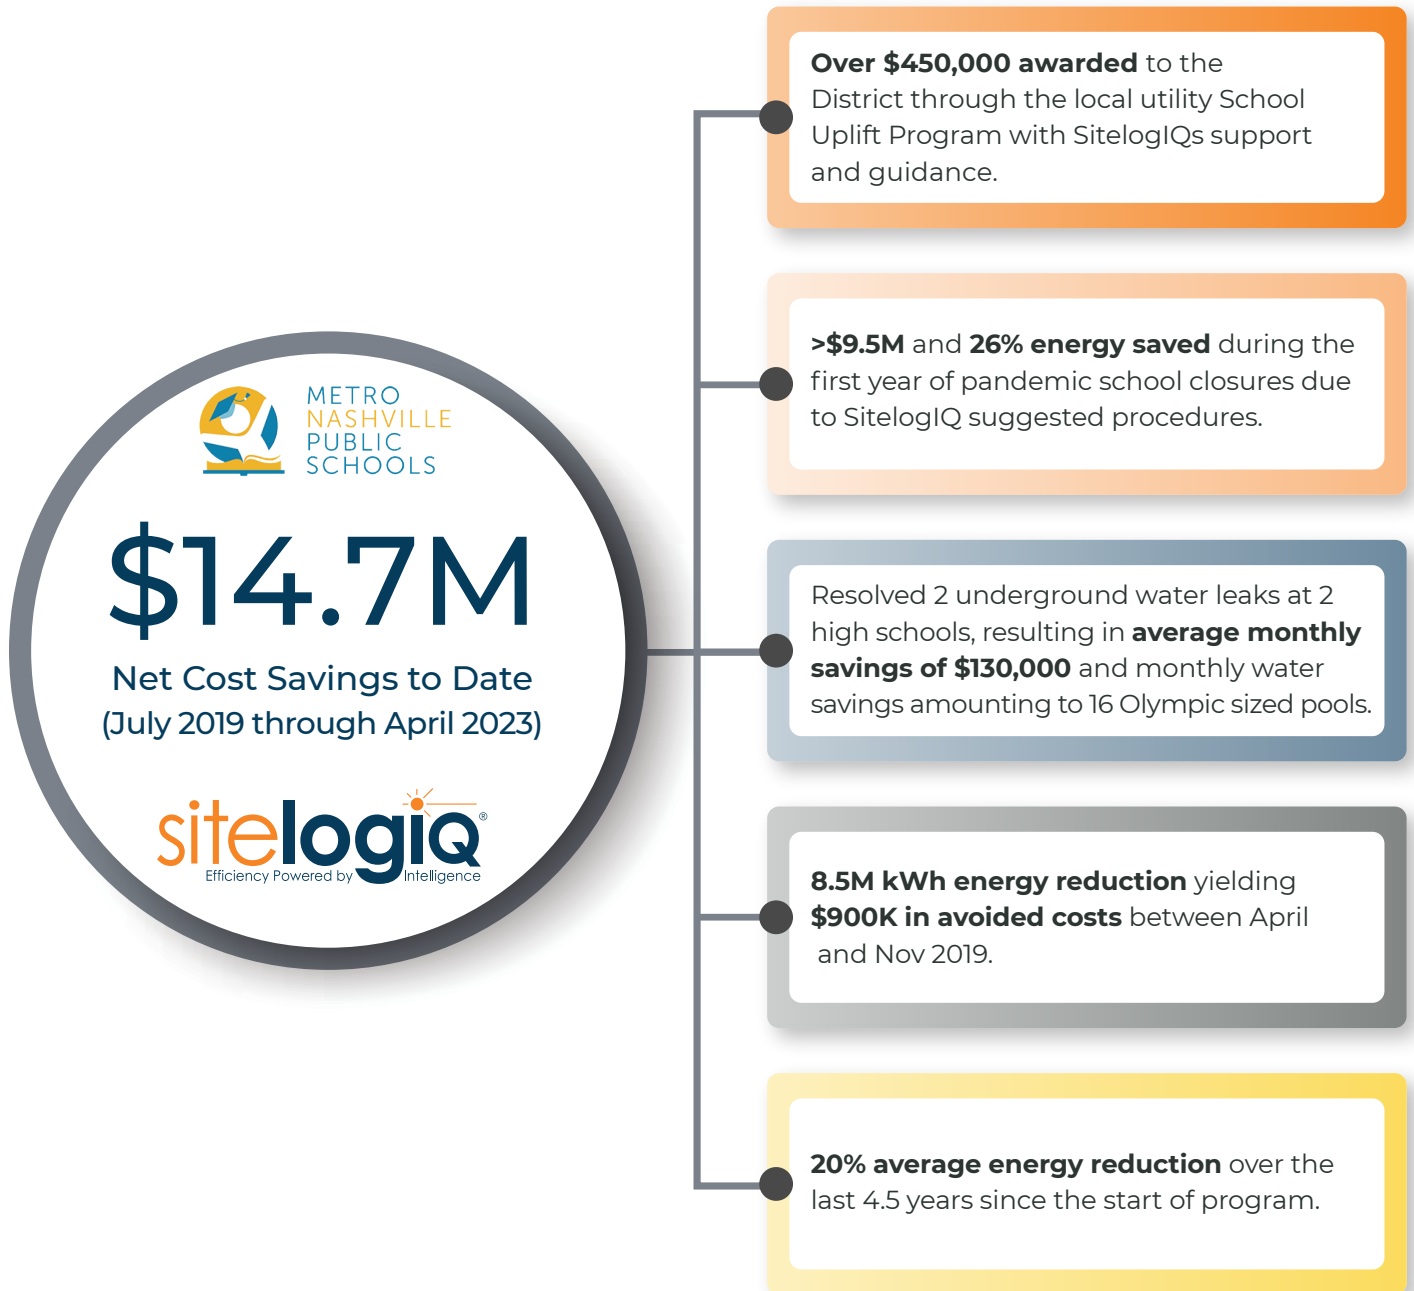 METRO
NASHVILLE
PUBLIC
SCHOOLS
$14.7M
Net Cost Savings to Date
(July 2019 through April 2023)
sitelogiQ®
Efficiency Powered by Intelligence
Over $450,000 awarded to the
District through the local utility School
Uplift Program with SitelogIQs support
and guidance.
>$9.5M and 26% energy saved during the
first year of pandemic school closures due
to SitelogIQ suggested procedures.
Resolved 2 underground water leaks at 2
high schools, resulting in average monthly
savings of $130,000 and monthly water
savings amounting to 16 Olympic sized pools.
8.5M kWh energy reduction yielding
$900K in avoided costs between April
and Nov 2019.
20% average energy reduction over the
last 4.5 years since the start of program.